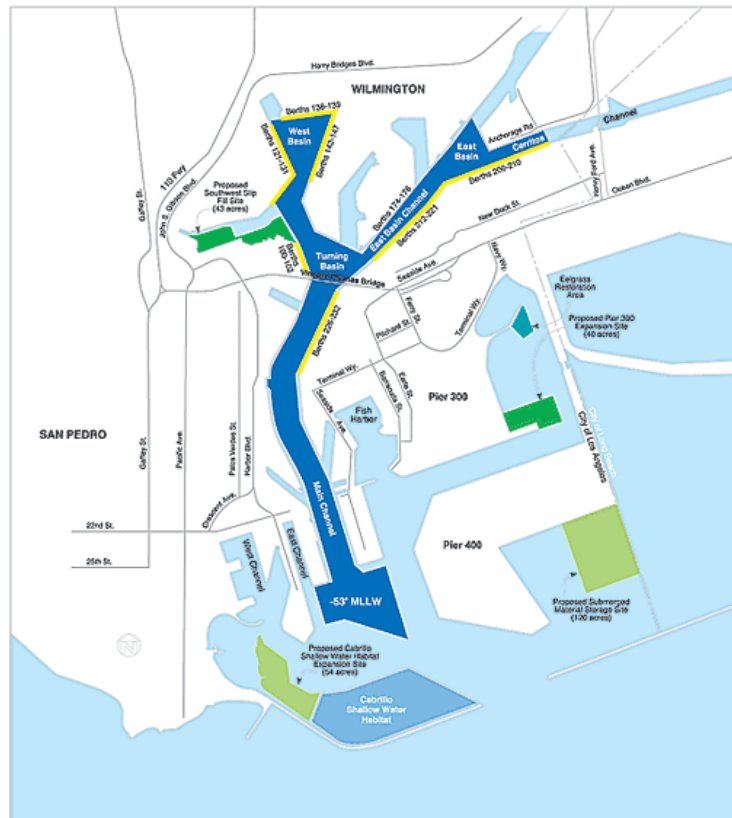 Harry Bridges Blvd.
WILMINGTON
Berths 136-139
West
Basin
Berths 142-147
Berths 121-131
East
Basin
Anchorage Rd
Cerritos
Channel
Berths 200-210
Henry Ford Ave.
Ocean Blvd.
110 Fwy
John S. Gibson Blvd.
Gaffey St.
Proposed
Southwest Slip
Fill Site
(43 acres)
Berths 174-178
East Basin Channel
Berths 212-221
New Dock St.
Turning
Basin
Berths
100-102
Bridge
Seaside Ave.
Navy Wy.
Eelgrass
Restoration
Area
Proposed Pier 300
Expansion Site
(40 acres)
Berths 226-232
Ferry St.
Pilchard St.
Terminal Wy.
Terminal Wy.
Earle St.
Barracuda St.
Seaside Ave.
Fish
Harbor
Pier 300
SAN PEDRO
Gaffey St.
Pacific Ave.
Palos Verdes St.
Harbor Blvd.
Crescent Ave.
City of Long Beach
City of Los Angeles
22nd St.
25th St.
Main Channel
West Channel
East Channel
Pier 400
-53' MLLW
Proposed Submerged
Material Storage Site
(120 acres)
N
Proposed Cabrillo
Shallow Water Habitat
Expansion Site
(54 acres)
Cabrillo
Shallow Water
Habitat